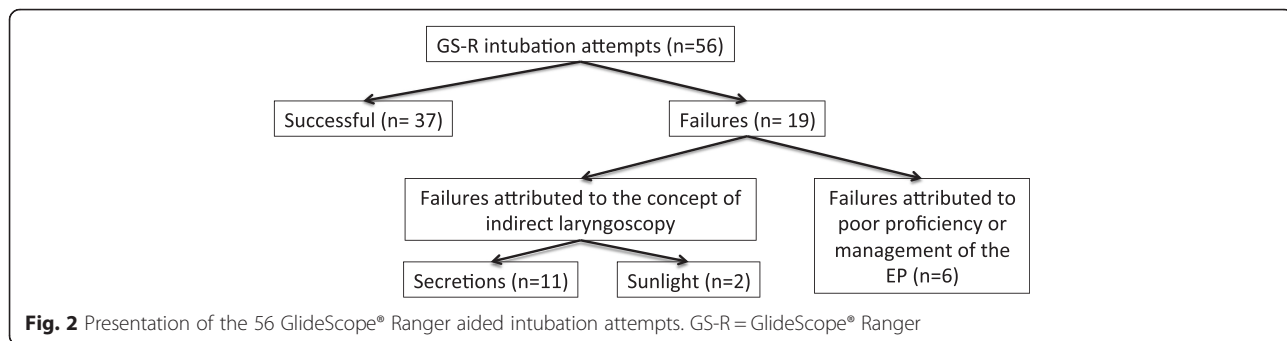 GS-R intubation attempts (n=56)
Successful (n= 37)
Failures (n= 19)
Failures attributed to the concept of
indirect laryngoscopy
Failures attributed to
poor proficiency or
management of the
EP (n=6)
Secretions (n=11)
Sunlight (n=2)
Fig. 2 Presentation of the 56 GlideScope® Ranger aided intubation attempts. GS-R = GlideScope® Ranger